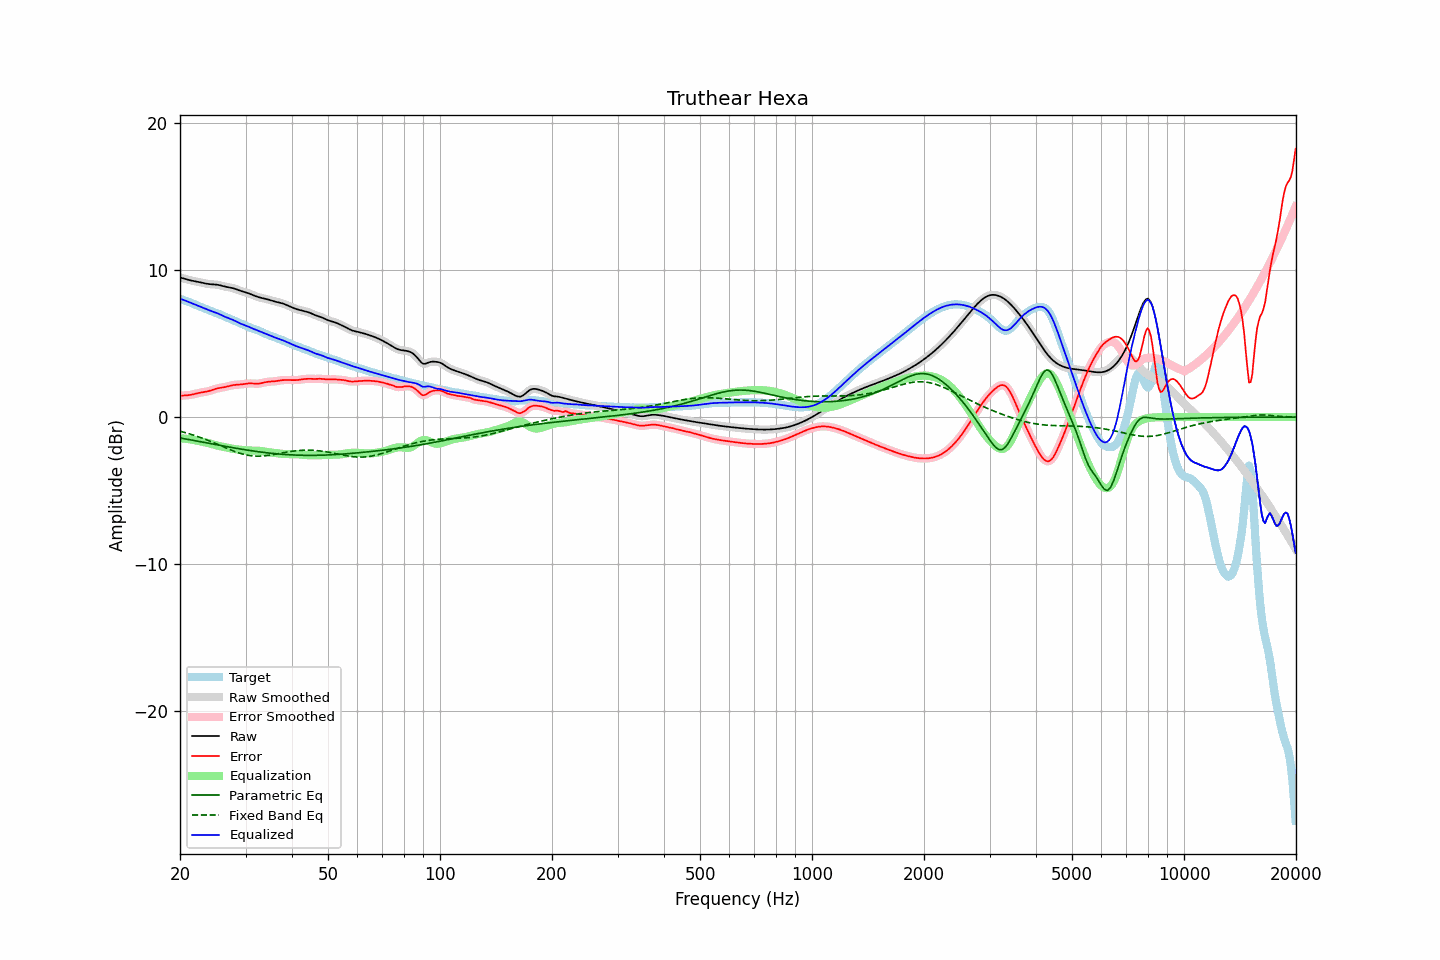 Truthear Hexa
Amplitude (dBr)
20
10
0
−10
−20
Target
Raw Smoothed
Error Smoothed
Raw
Error
Equalization
Parametric Eq
Fixed Band Eq
Equalized
20 50 100 200 500 1000 2000 5000 10000 20000
Frequency (Hz)